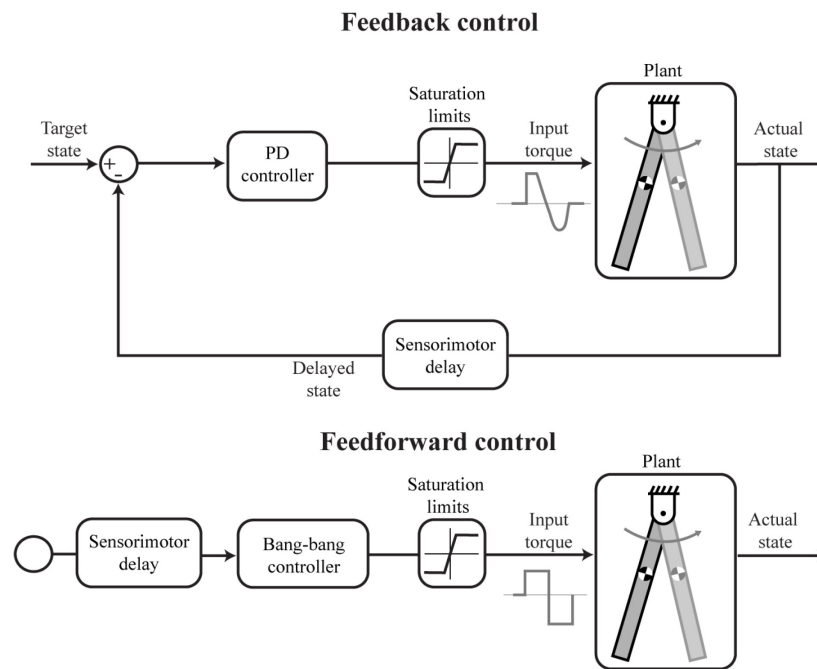 Feedback control
Plant
Saturation
limits
Target
state
+
-
PD
controller
Input
torque
Actual
state
Sensorimotor
delay
Delayed
state
Feedforward control
Plant
Saturation
limits
Sensorimotor
delay
Bang-bang
controller
Input
torque
Actual
state